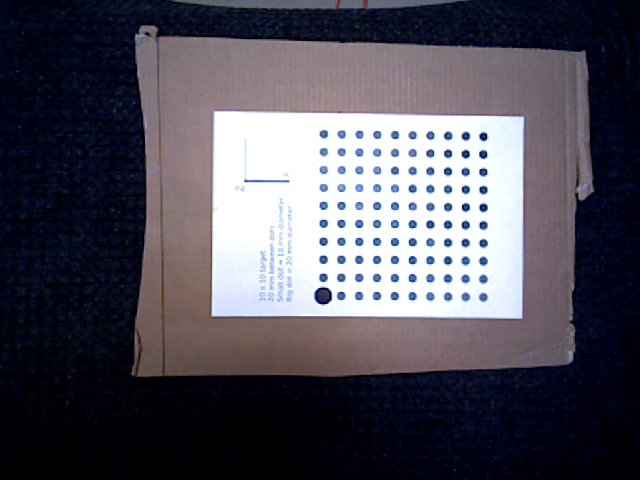 Z
x
10 x 10 target
20 mm between dots
Small dot = 10 mm diameter
Big dot = 20 mm diameter